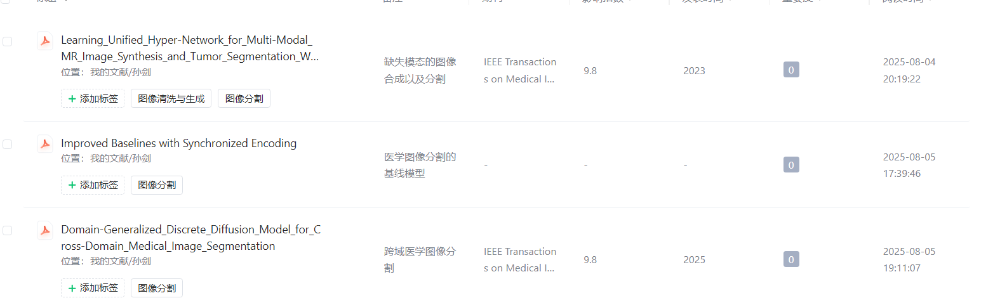 Learning_Unified_Hyper-Network_for_Multi-Modal_
MR_Image_Synthesis_and_Tumor_Segmentation_W...
位置：我的文献/孙剑
+ 添加标签 图像清洗与生成 图像分割
缺失模态的图像
合成以及分割
IEEE Transaction
s on Medical I...
9.8
2023
0
2025-08-04
20:19:22
Improved Baselines with Synchronized Encoding
位置：我的文献/孙剑
+ 添加标签 图像分割
医学图像分割的
基线模型
-
-
-
0
2025-08-05
17:39:46
Domain-Generalized_Discrete_Diffusion_Model_for_C
ross-Domain_Medical_Image_Segmentation
位置：我的文献/孙剑
+ 添加标签 图像分割
跨域医学图像分
割
IEEE Transaction
s on Medical I...
9.8
2025
0
2025-08-05
19:11:07